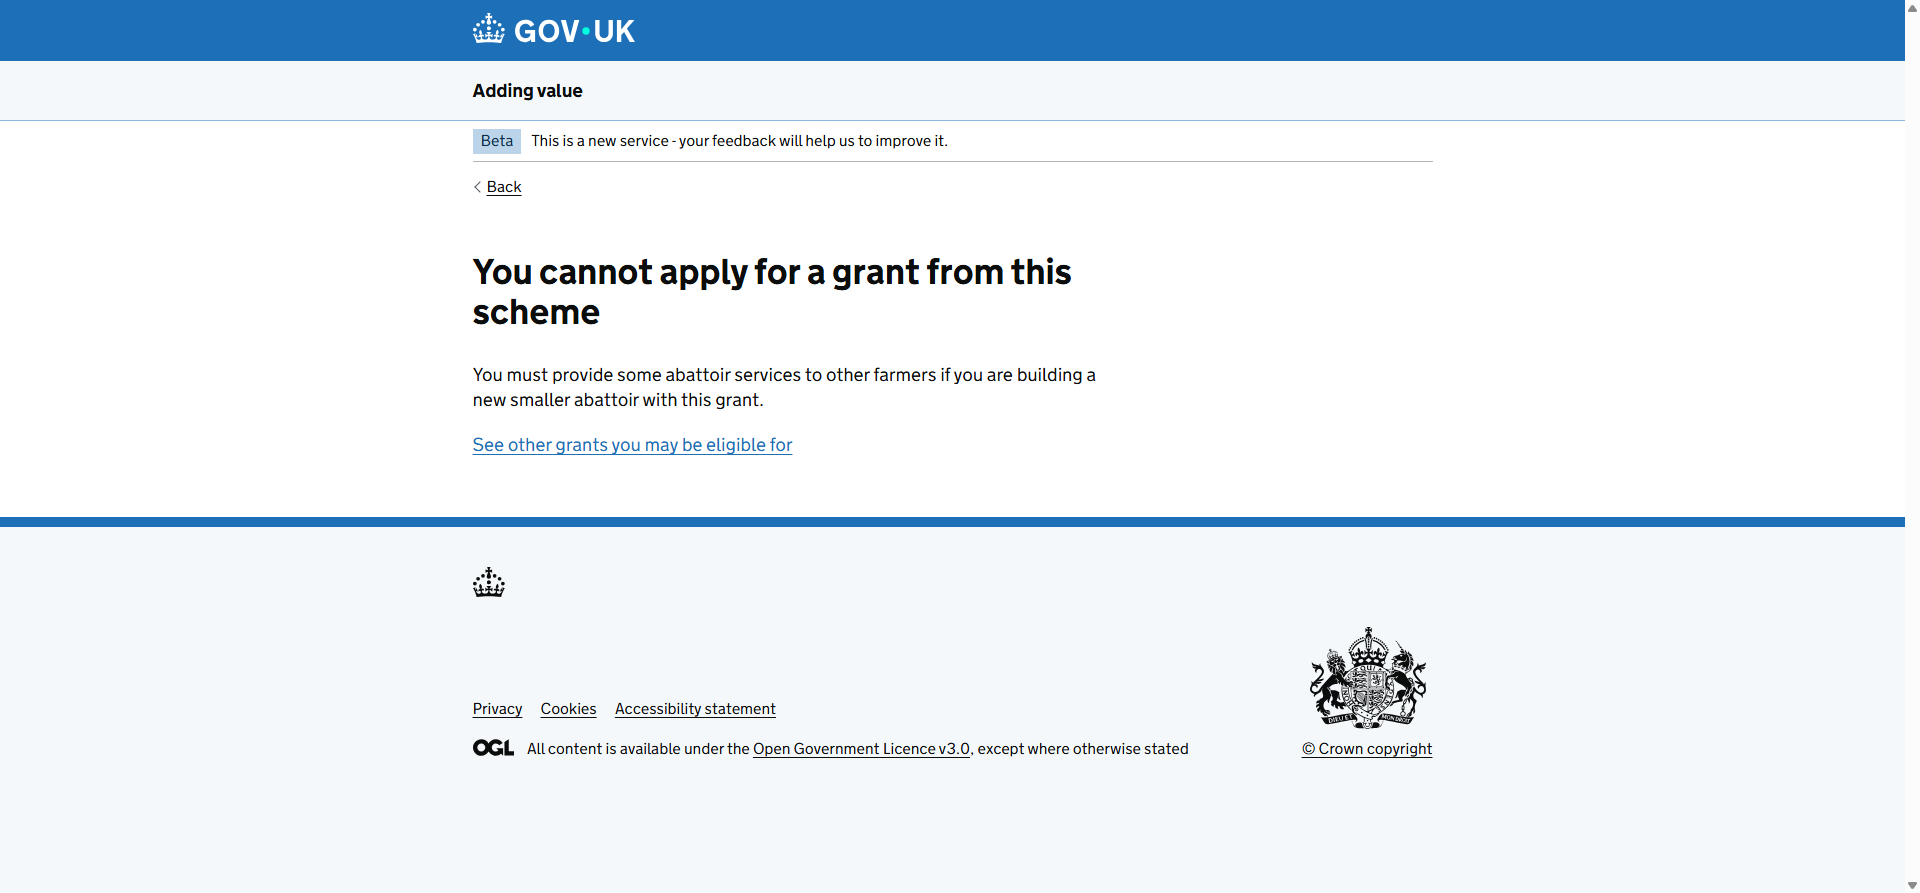 GOV·UK
Adding value
Beta This is a new service - your feedback will help us to improve it.
Back
You cannot apply for a grant from this
scheme
You must provide some abattoir services to other farmers if you are building a
new smaller abattoir with this grant.
See other grants you may be eligible for
Privacy Cookies Accessibility statement
OGL All content is available under the Open Government Licence v3.0, except where otherwise stated
© Crown copyright